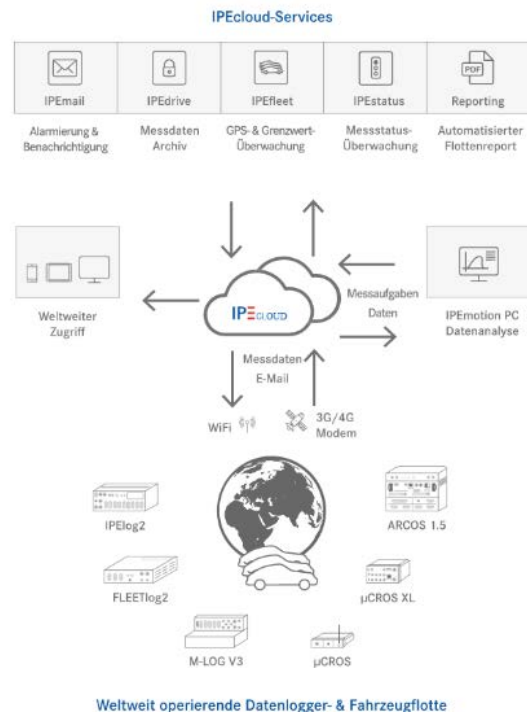 IPEcloud-Services
PDF
IPEmail
IPEdrive
IPEfleet
IPEstatus
Reporting
Alarmierung &
Benachrichtigung
Messdaten
Archiv
GPS- & Grenzwert-
Überwachung
Messstatus-
Überwachung
Automatisierter
Flottenreport
Weltweiter
Zugriff
IPECLOUD
Messaufgaben
Daten
IPEmotion PC
Datenanalyse
Messdaten
E-Mail
WiFi
3G/4G
Modem
IPElog2
ARCOS 1.5
FLEETlog2
µCROS XL
M-LOG V3
µCROS
Weltweit operierende Datenlogger- & Fahrzeugflotte